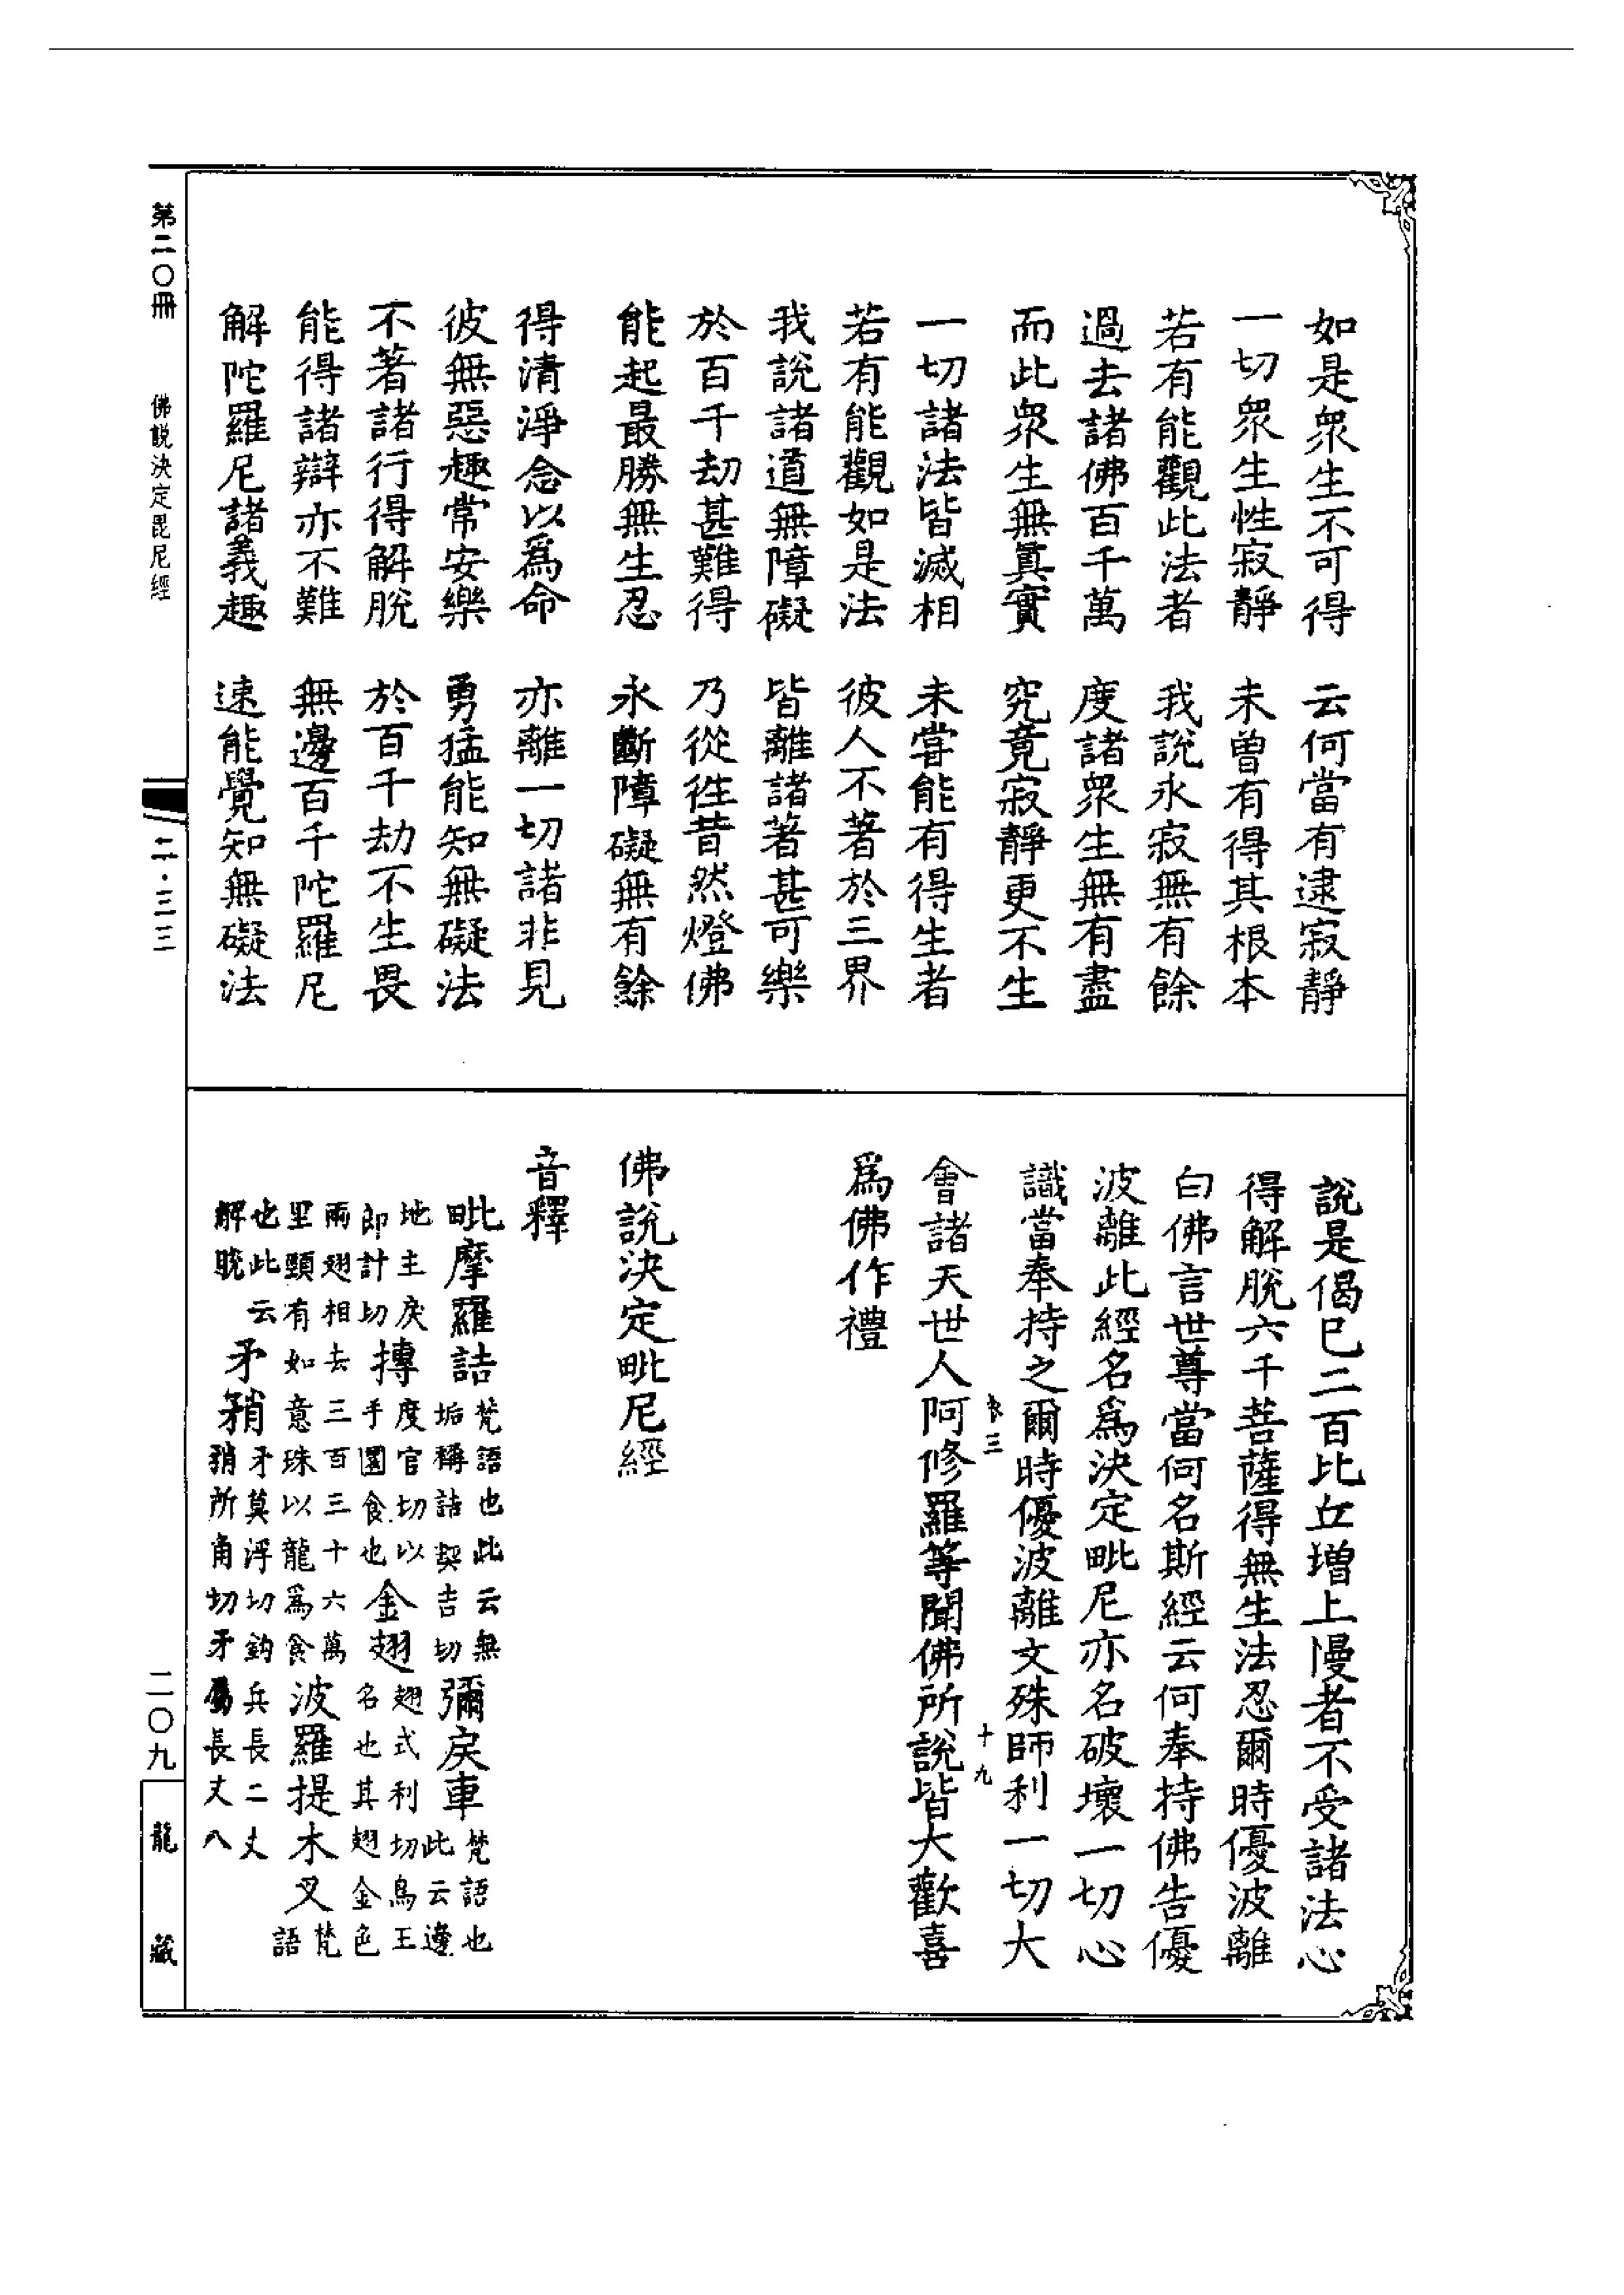 如是衆生不可得　云何當有逮寂靜
一切衆生性寂靜　未曾有得其根本
若有能觀此法者　我説永寂無有餘
過去諸佛百千萬　度諸衆生無有盡
而此衆生無眞實　究竟寂靜更不生
一切諸法皆滅相　未嘗能有得生者
若有能觀如是法　彼人不著於三界
我説諸道無障礙　皆離諸著甚可樂
於百千劫甚難得　乃從徃昔然燈佛
能起最勝無生忍　永斷障礙無有餘
得清淨念以爲命　亦離一切諸非見
彼無惡趣常安樂　勇猛能知無礙法
不著諸行得解脫　於百千劫不生畏
能得諸辯亦不難　無邊百千陀羅尼
解陀羅尼諸義趣　速能覺知無礙法
說是偈巳二百比丘增上慢者不受諸法心
得解脫六千菩薩得無生法忍爾時優波離
白佛言世尊當何名斯經云何奉持佛告優
波離此經名爲決定毗尼亦名破壞一切心
識當奉持之爾時優波離文殊師利一切大
三　十九
會諸天世人阿修羅等聞佛所說皆大歡喜
爲佛作禮
佛說決定毗尼經
音釋
毗摩羅詰梵語也此云無垢稱詰契吉切彌戾車梵語也此云邊
地主戾即計切摶度官切以手圜食也金翅翅式利切鳥王名也其翅金色
兩翅相去三百三十六萬里頸有如意珠以龍爲食波羅提木叉梵語
也此云解脫矛矟矛莫浮切鈎兵長二丈矟所角切矛屬長丈八
第二〇冊　佛説決定毘尼經
二·三三
二〇九
龍藏